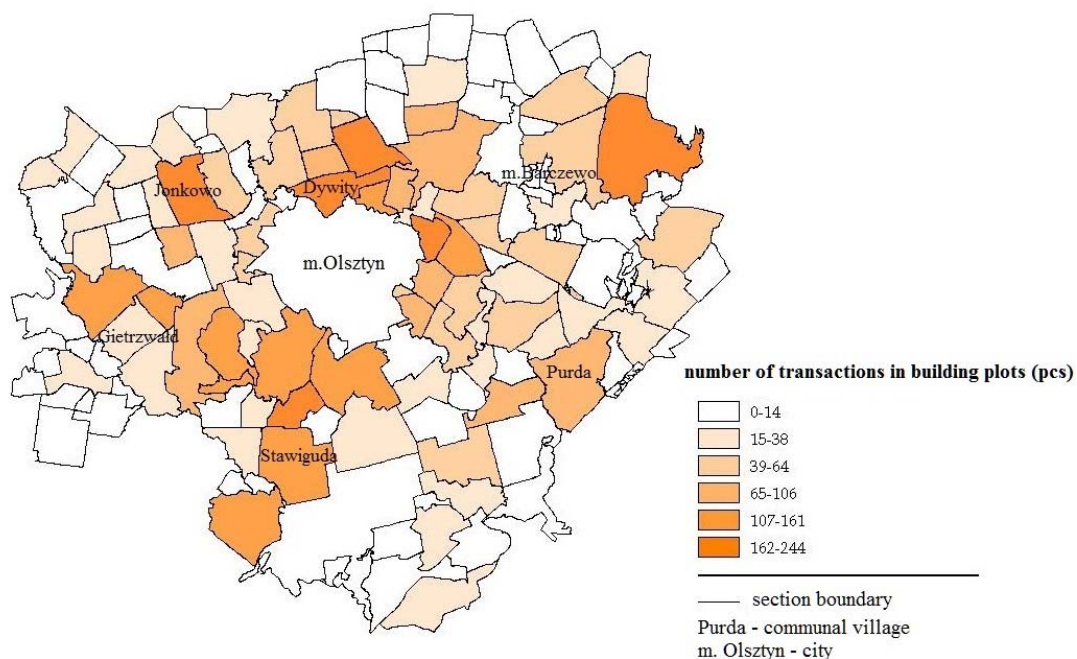 m.Barczewo
Jonkowo
Dywity
m.Olsztyn
Gietrzwałd
Purda
Stawiguda
number of transactions in building plots (pcs)
0-14
15-38
39-64
65-106
107-161
162-244
section boundary
Purda - communal village
m. Olsztyn - city